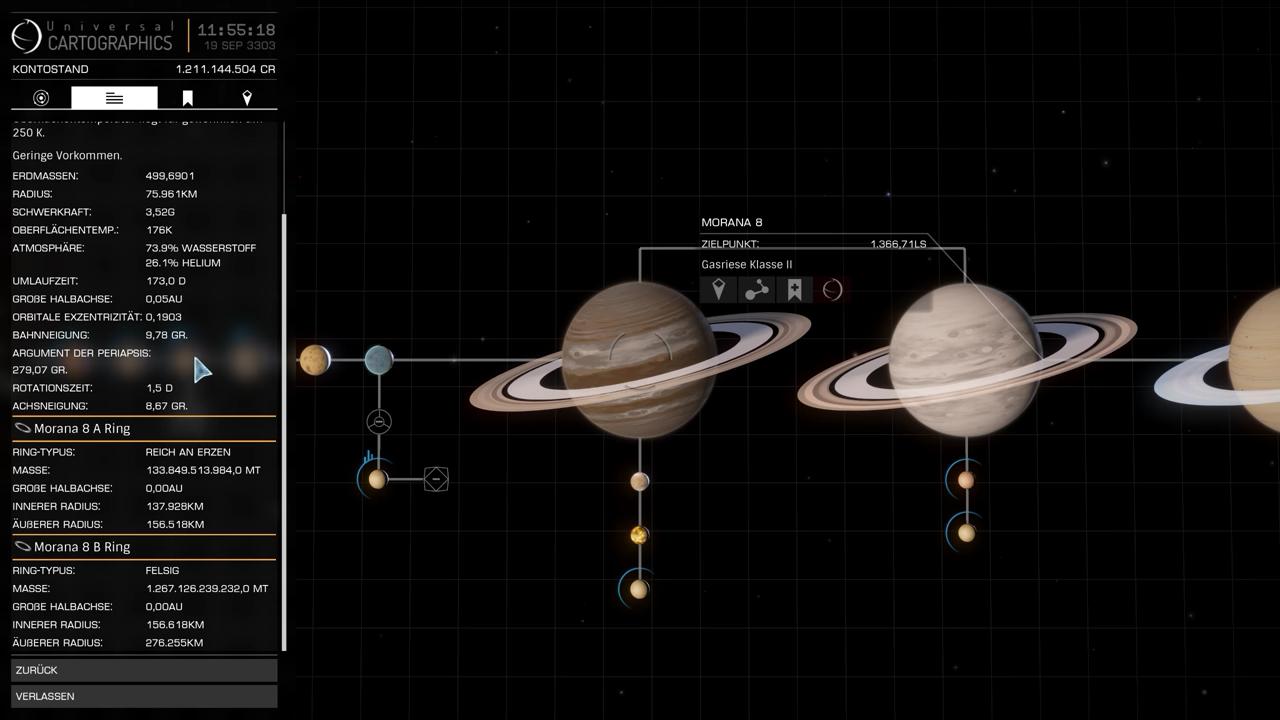 Universal
CARTOGRAPHICS
11:55:18
19 SEP 3303
KONTOSTAND 1.211.144.504 CR
250 K.
Geringe Vorkommen.
ERDMASSEN: 499,6901
RADIUS: 75.961KM
SCHWERKRAFT: 3,52G
OBERFLÄCHENTEMP.: 176K
ATMOSPHÄRE: 73.9% WASSERSTOFF
26.1% HELIUM
UMLAUFZEIT: 173,0 D
GROßE HALBACHSE: 0,05AU
ORBITALE EXZENTRIZITÄT: 0,1903
BAHNNEIGUNG: 9,78 GR.
ARGUMENT DER PERIAPSIS:
279,07 GR.
ROTATIONSZEIT: 1,5 D
ACHSNEIGUNG: 8,67 GR.
Morana 8 A Ring
RING-TYPUS: REICH AN ERZEN
MASSE: 133.849.513.984,0 MT
GROßE HALBACHSE: 0,00AU
INNERER RADIUS: 137.928KM
ÄUßERER RADIUS: 156.518KM
Morana 8 B Ring
RING-TYPUS: FELSIG
MASSE: 1.267.126.239.232,0 MT
GROßE HALBACHSE: 0,00AU
INNERER RADIUS: 156.618KM
ÄUßERER RADIUS: 276.255KM
ZURÜCK
VERLASSEN
MORANA 8
ZIELPUNKT: 1.366,71LS
Gasriese Klasse II